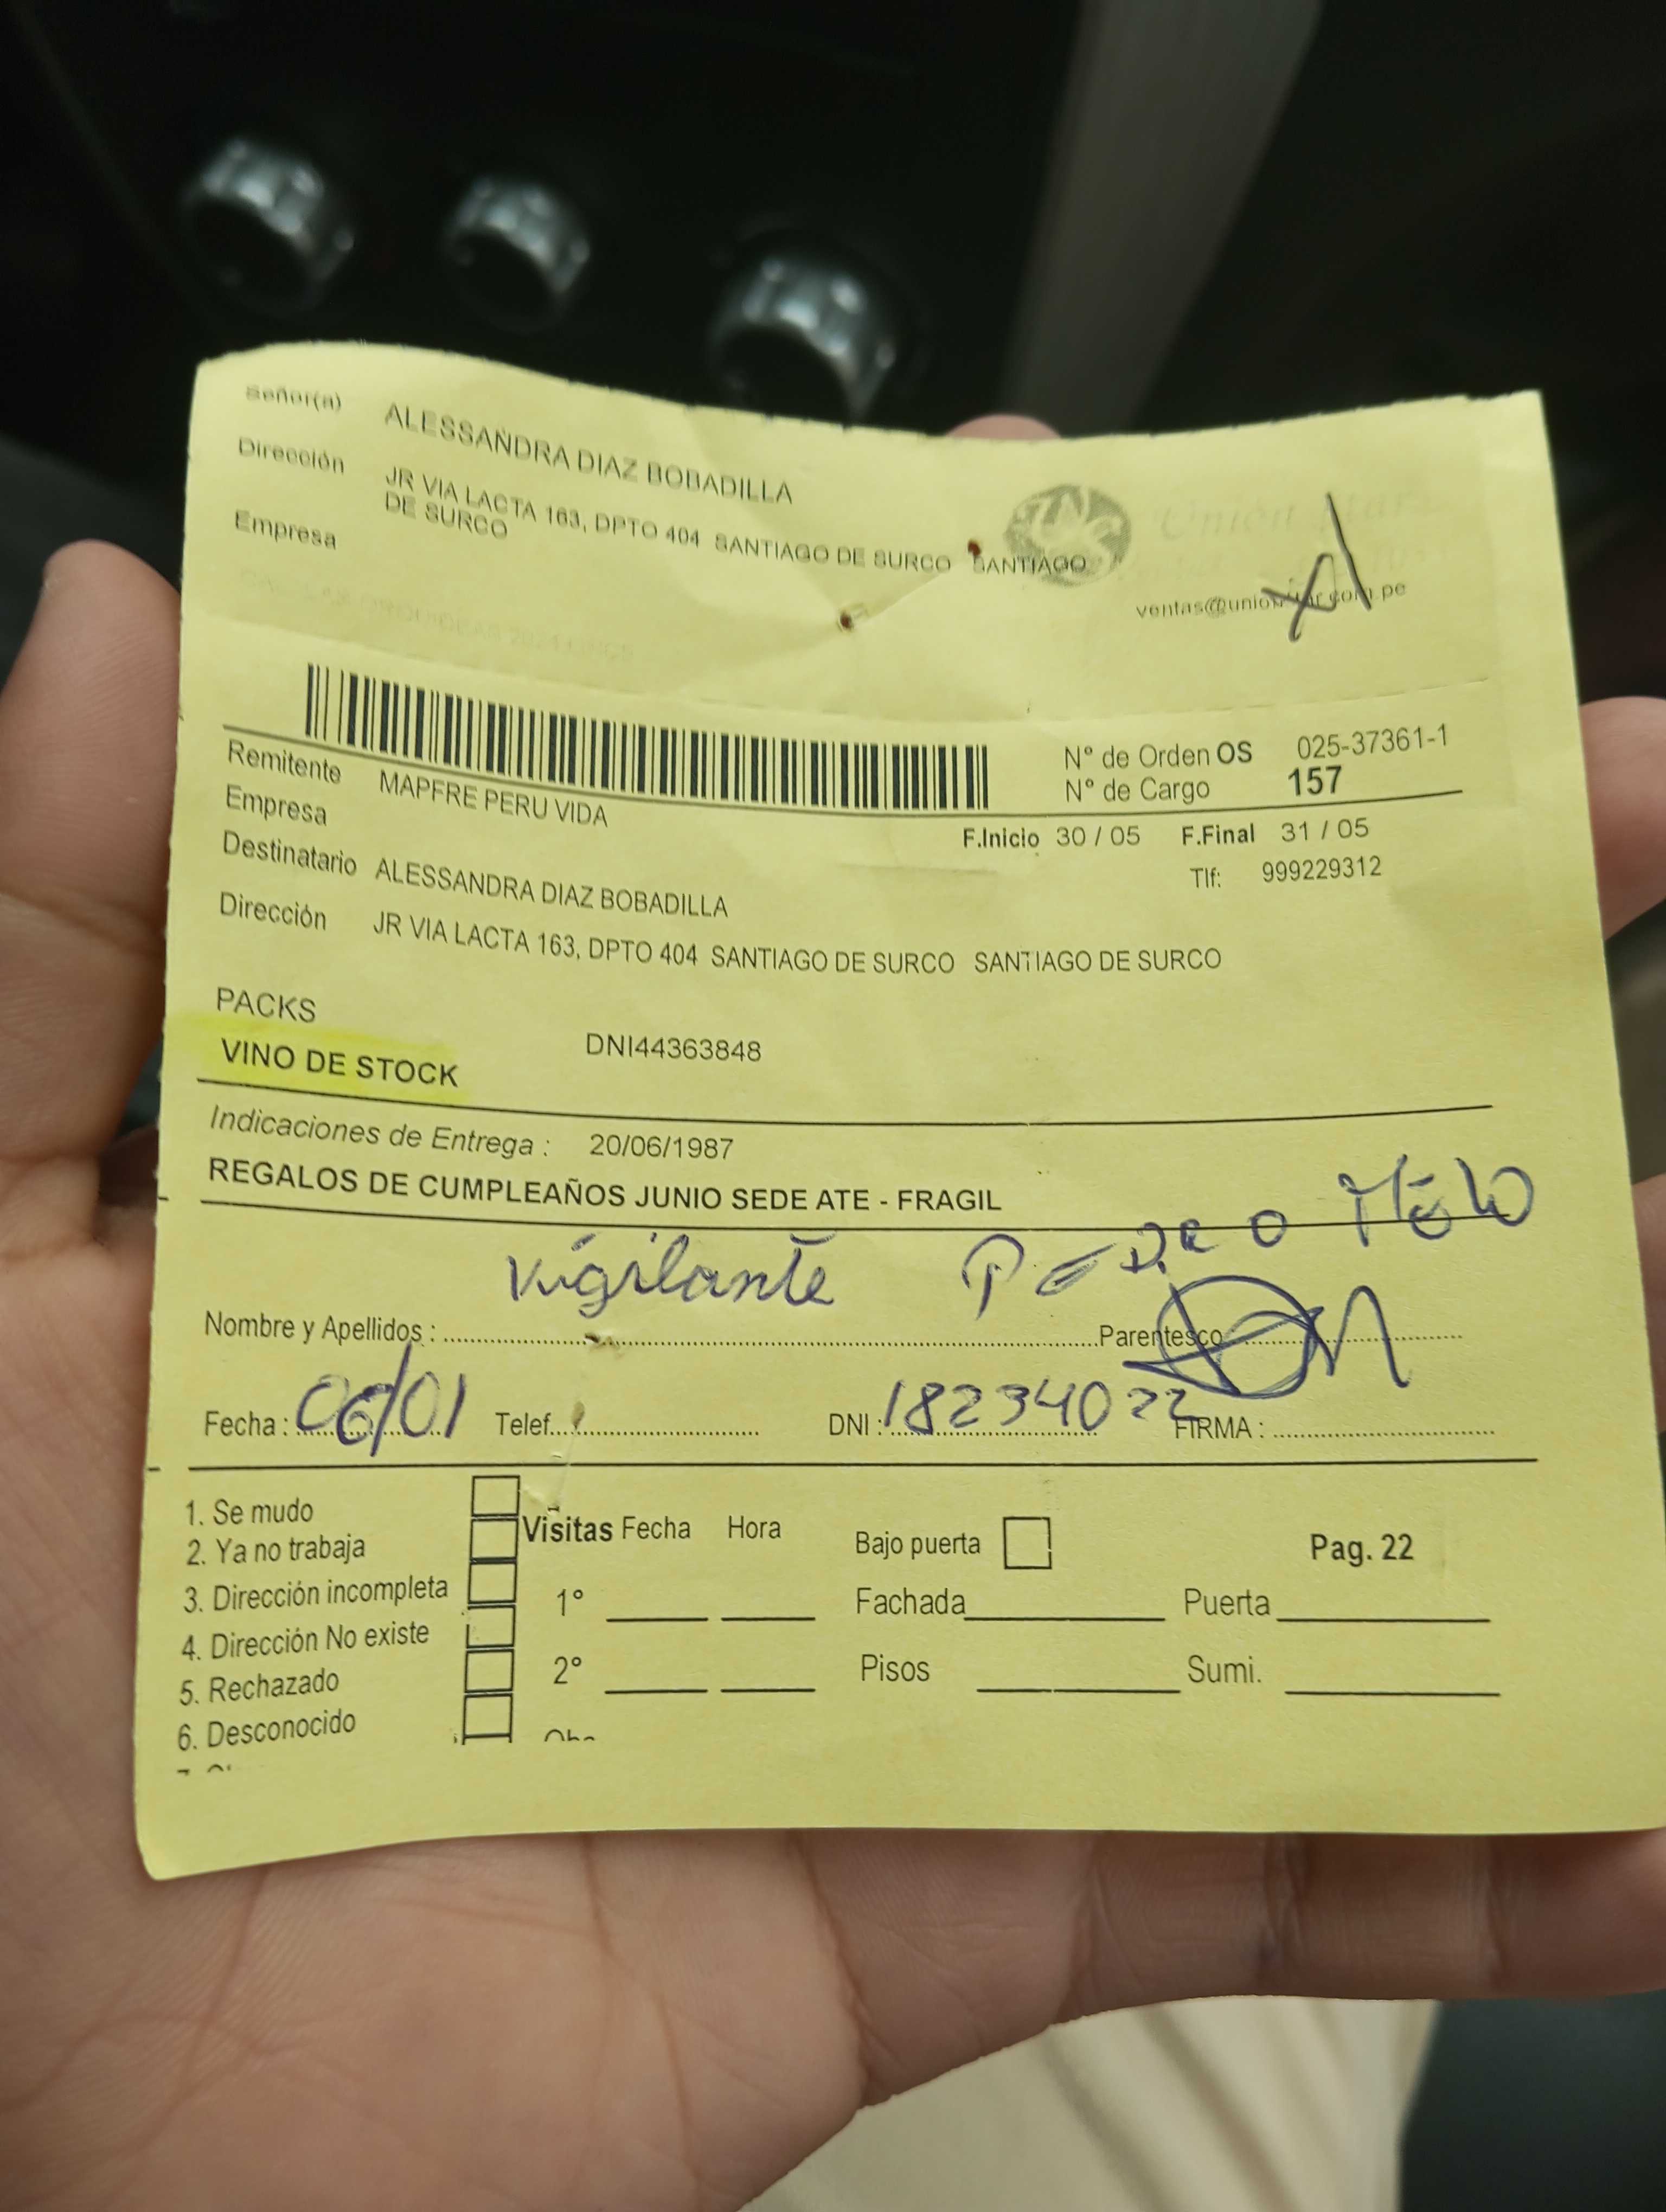 Señor(a) ALESSANDRA DIAZ BOBADILLA
Dirección JR VIA LACTA 163, DPTO 404 SANTIAGO DE SURCO SANTIAGO
DE SURCO
Empresa
Unión Star
ventas@unionstar.com.pe
N° de Orden OS 025-37361-1
N° de Cargo 157
Remitente MAPFRE PERU VIDA
Empresa
F.Inicio 30 / 05 F.Final 31 / 05
Destinatario ALESSANDRA DIAZ BOBADILLA
Tlf: 999229312
Dirección JR VIA LACTA 163, DPTO 404 SANTIAGO DE SURCO SANTIAGO DE SURCO
PACKS
DNI44363848
VINO DE STOCK
Indicaciones de Entrega : 20/06/1987
REGALOS DE CUMPLEAÑOS JUNIO SEDE ATE - FRAGIL
Vigilante Pedro
Nombre y Apellidos : Parentesco
Fecha : 06/01 Telef. DNI : 18234022 FIRMA :
1. Se mudo
2. Ya no trabaja
3. Dirección incompleta
4. Dirección No existe
5. Rechazado
6. Desconocido
Visitas Fecha Hora
1°
2°
Bajo puerta Pag. 22
Fachada Puerta
Pisos Sumi.